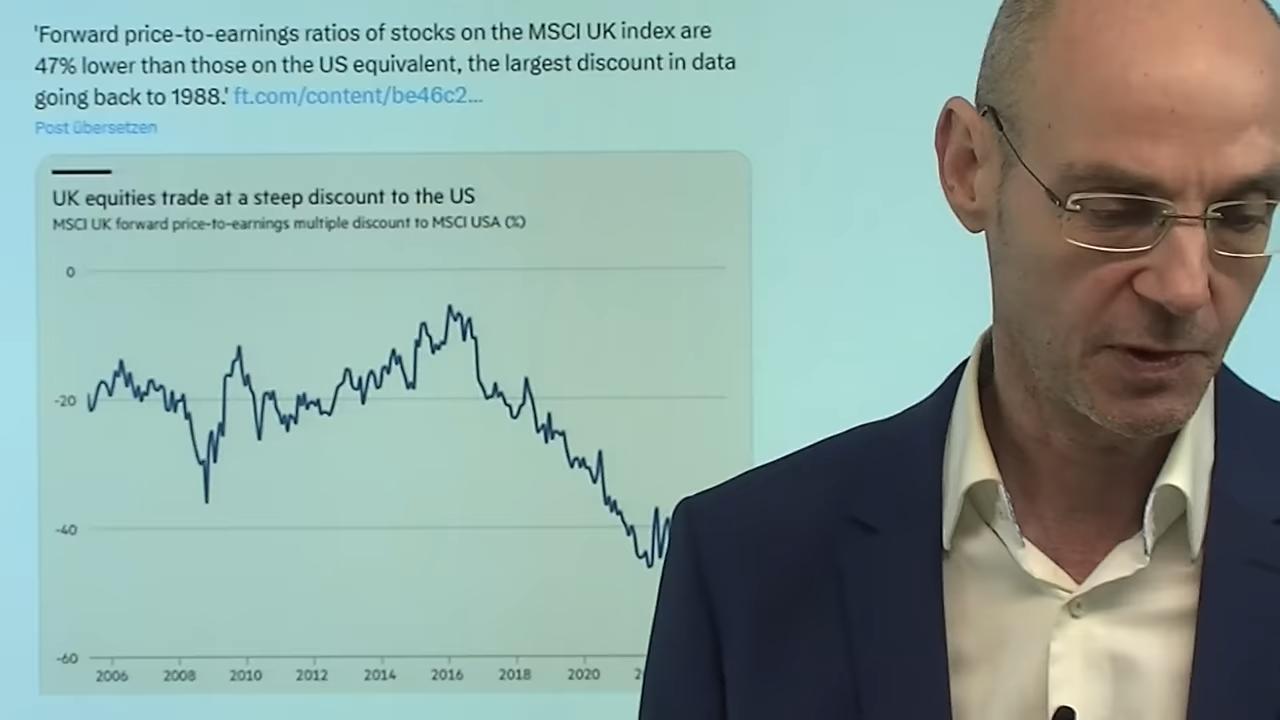 'Forward price-to-earnings ratios of stocks on the MSCI UK index are
47% lower than those on the US equivalent, the largest discount in data
going back to 1988.' ft.com/content/be46c2...
Post übersetzen
UK equities trade at a steep discount to the US
MSCI UK forward price-to-earnings multiple discount to MSCI USA (%)
0
-20
-40
-60
2006 2008 2010 2012 2014 2016 2018 2020